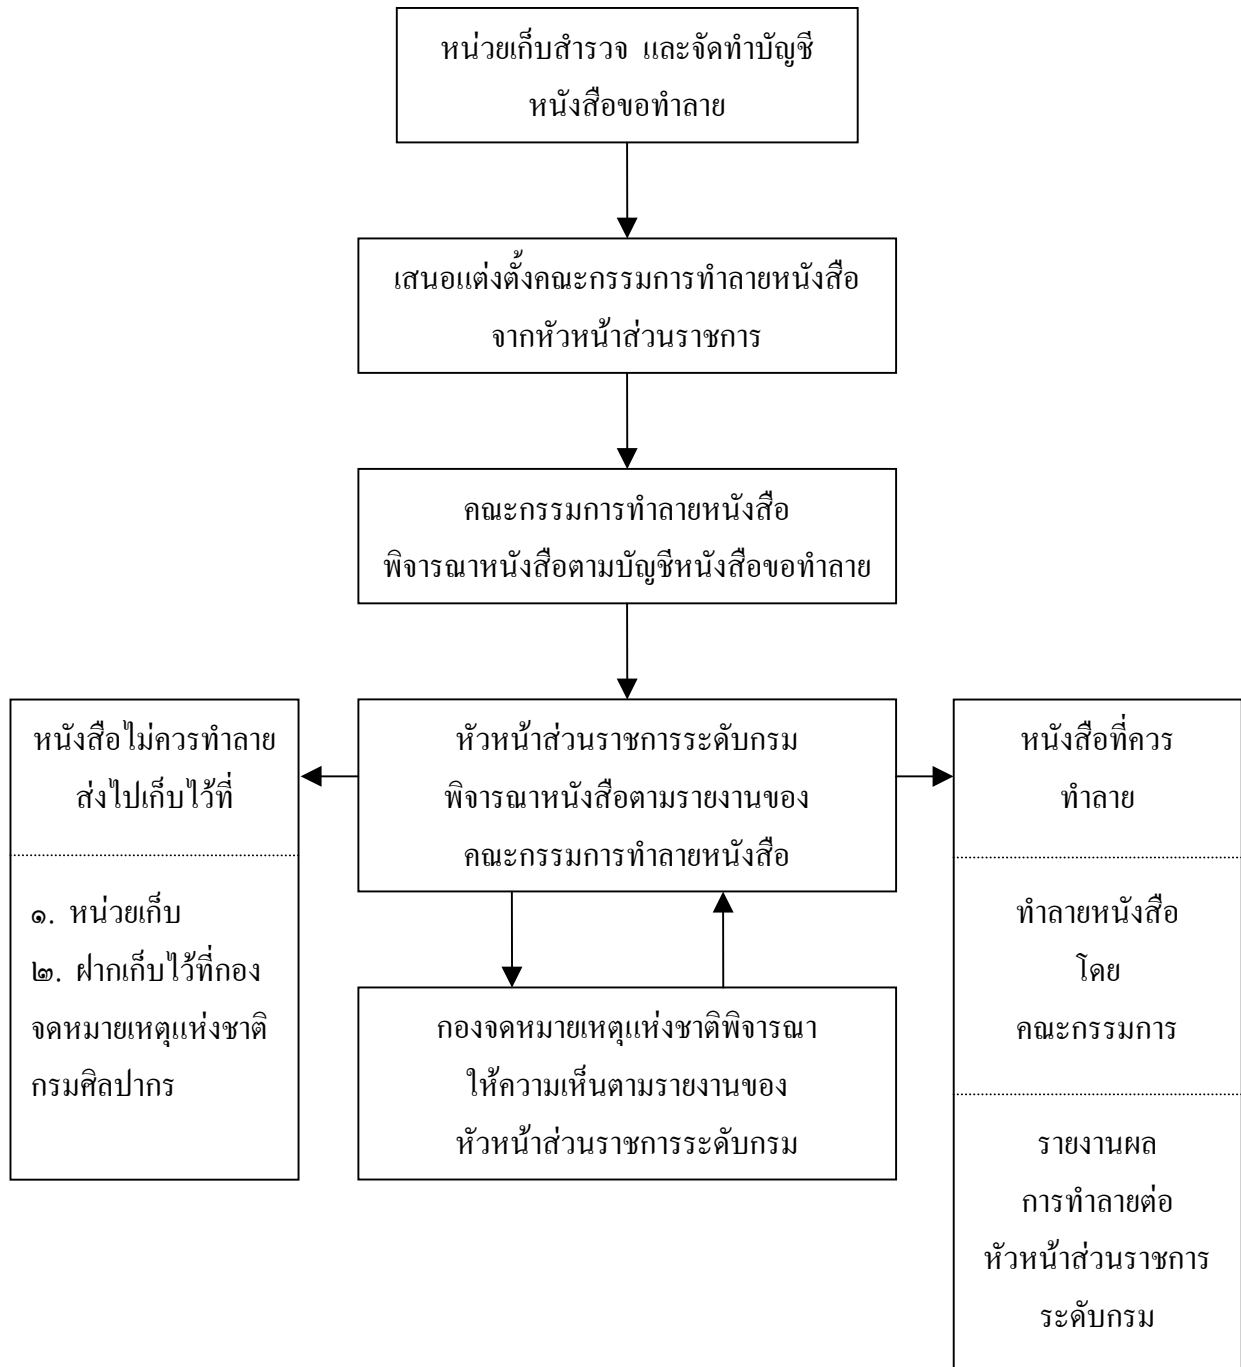 หน่วยเก็บสำรวจ และจัดทำบัญชี
หนังสือขอทำลาย
เสนอแต่งตั้งคณะกรรมการทำลายหนังสือ
จากหัวหน้าส่วนราชการ
คณะกรรมการทำลายหนังสือ
พิจารณาหนังสือตามบัญชีหนังสือขอทำลาย
หนังสือไม่ควรทำลาย
ส่งไปเก็บไว้ที่
๑. หน่วยเก็บ
๒. ฝากเก็บไว้ที่กอง
จดหมายเหตุแห่งชาติ
กรมศิลปากร
หัวหน้าส่วนราชการระดับกรม
พิจารณาหนังสือตามรายงานของ
คณะกรรมการทำลายหนังสือ
กองจดหมายเหตุแห่งชาติพิจารณา
ให้ความเห็นตามรายงานของ
หัวหน้าส่วนราชการระดับกรม
หนังสือที่ควร
ทำลาย
ทำลายหนังสือ
โดย
คณะกรรมการ
รายงานผล
การทำลายต่อ
หัวหน้าส่วนราชการ
ระดับกรม